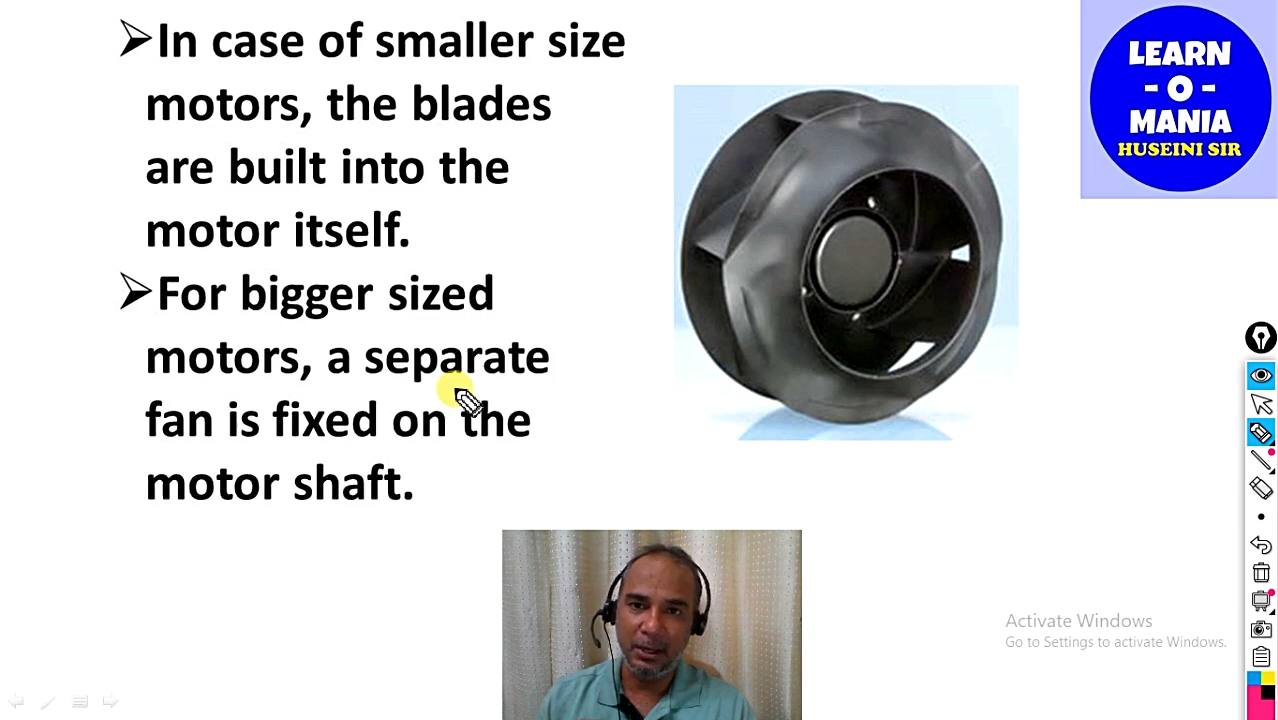 ➢In case of smaller size
motors, the blades
are built into the
motor itself.
➢For bigger sized
motors, a separate
fan is fixed on the
motor shaft.
LEARN
- O -
MANIA
HUSEINI SIR
Activate Windows
Go to Settings to activate Windows.